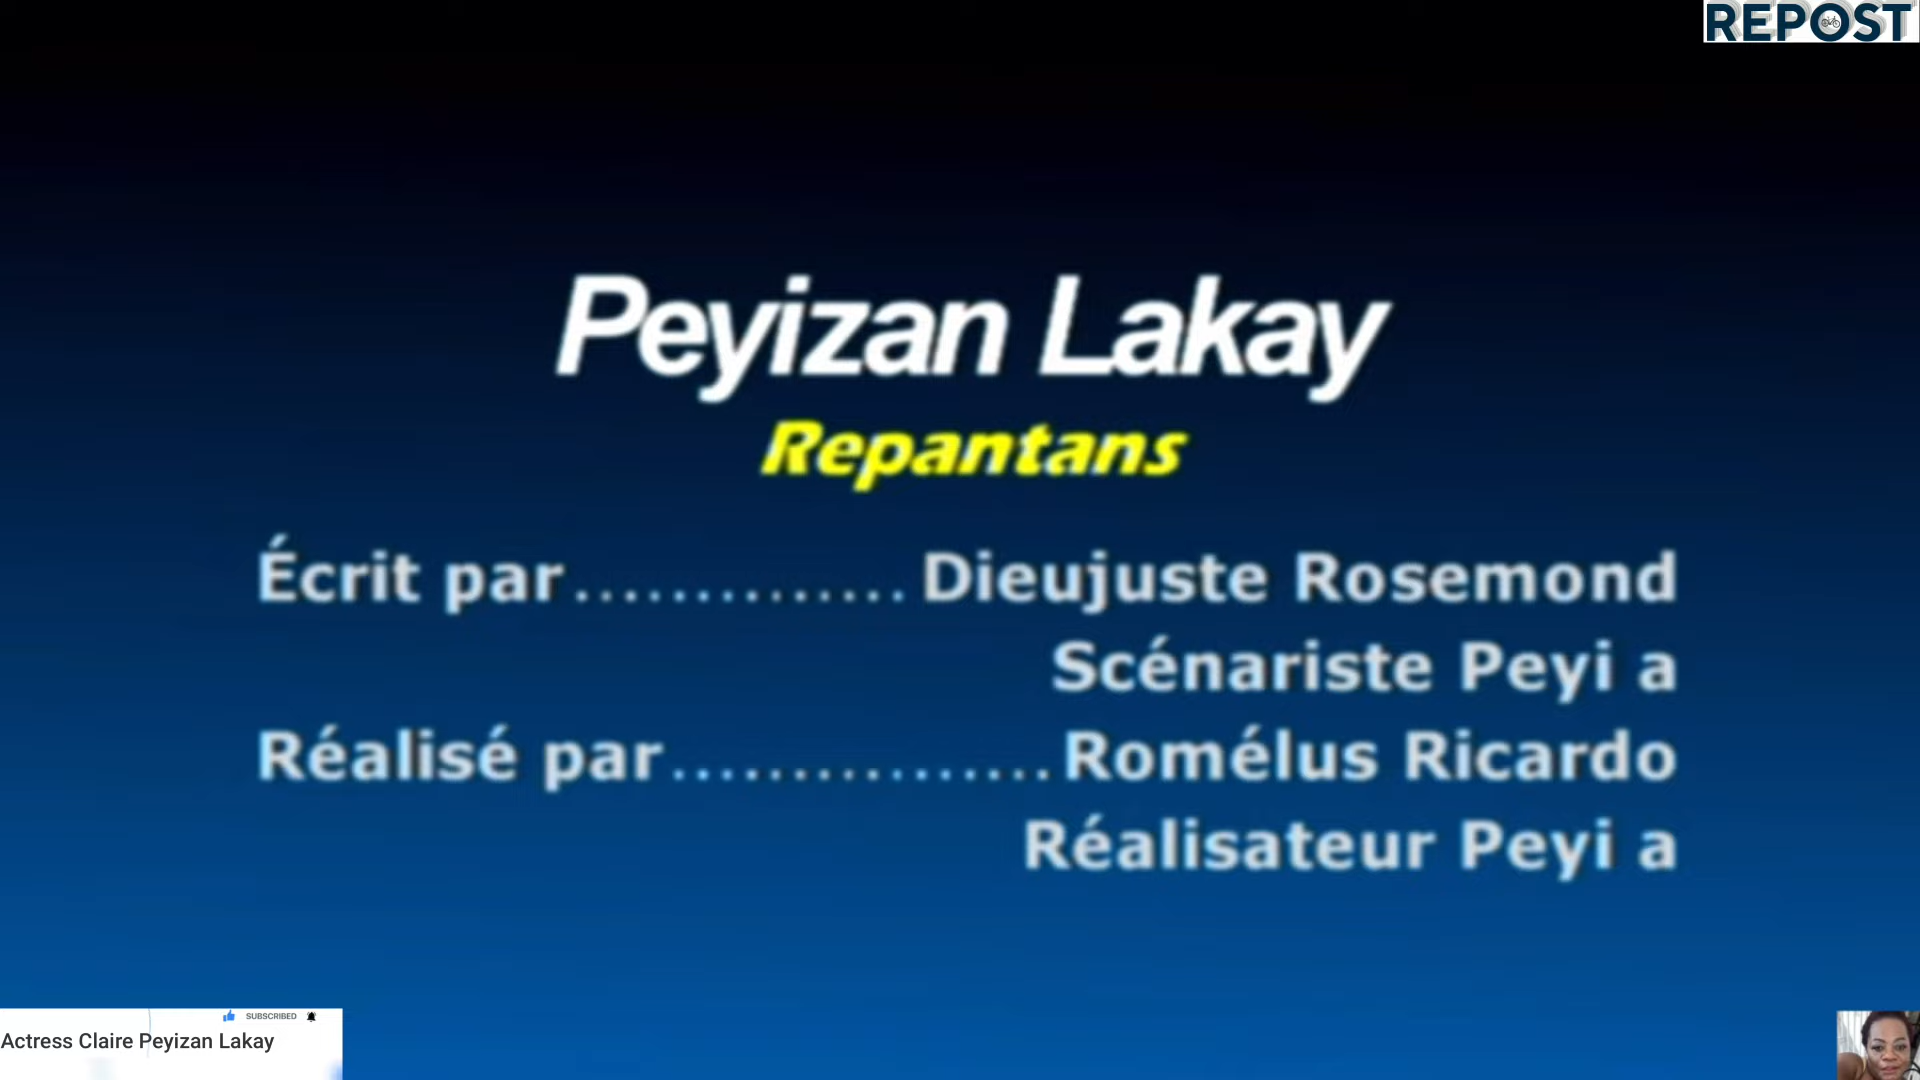 REPOST
Peyizan Lakay
Repantans
Écrit par.............. Dieujuste Rosemond
Scénariste Peyi a
Réalisé par................Romélus Ricardo
Réalisateur Peyi a
SUBSCRIBED
Actress Claire Peyizan Lakay